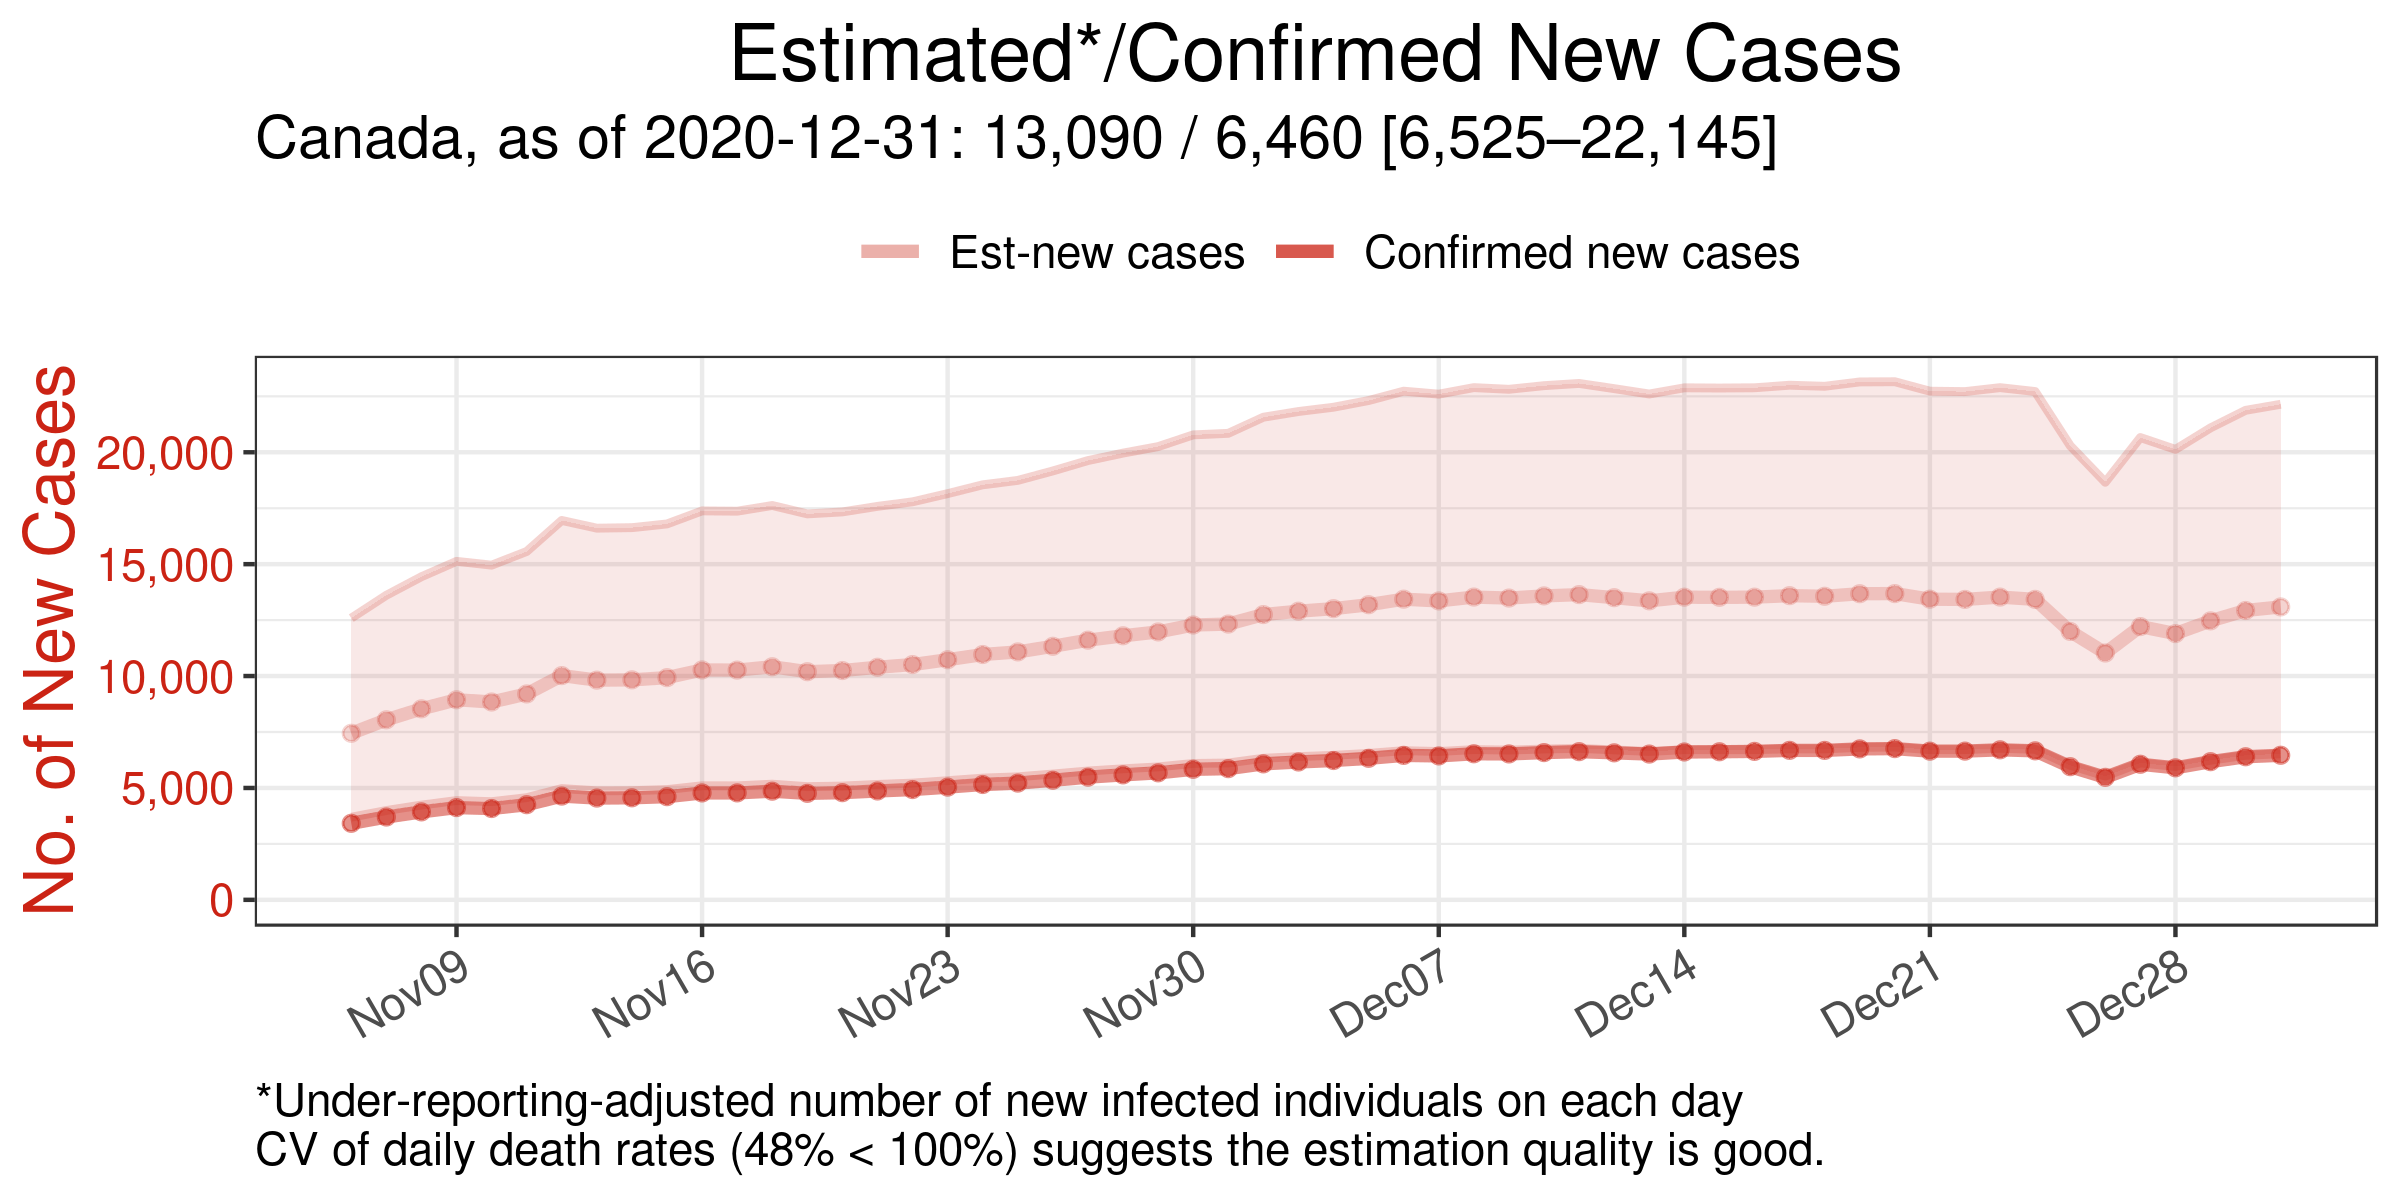 Estimated*/Confirmed New Cases
Canada, as of 2020-12-31: 13,090 / 6,460 [6,525–22,145]
Est-new cases Confirmed new cases
No. of New Cases
20,000
15,000
10,000
5,000
0
Nov09 Nov16 Nov23 Nov30 Dec07 Dec14 Dec21 Dec28
*Under-reporting-adjusted number of new infected individuals on each day
CV of daily death rates (48% < 100%) suggests the estimation quality is good.